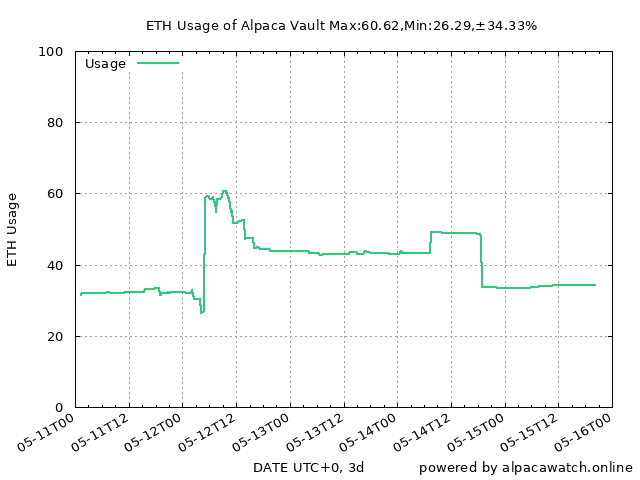 ETH Usage of Alpaca Vault Max:60.62,Min:26.29,±34.33%
Usage
100
80
60
40
20
0
ETH Usage
05-11T00
05-11T12
05-12T00
05-12T12
05-13T00
05-13T12
05-14T00
05-14T12
05-15T00
05-15T12
05-16T00
DATE UTC+0, 3d
powered by alpacawatch.online